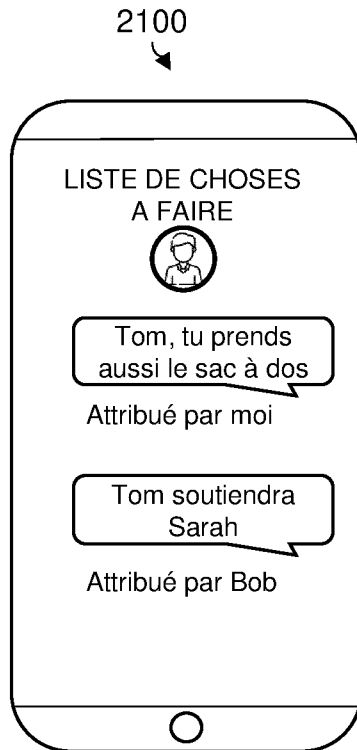 2100
LISTE DE CHOSES
A FAIRE
Tom, tu prends
aussi le sac à dos
Attribué par moi
Tom soutiendra
Sarah
Attribué par Bob